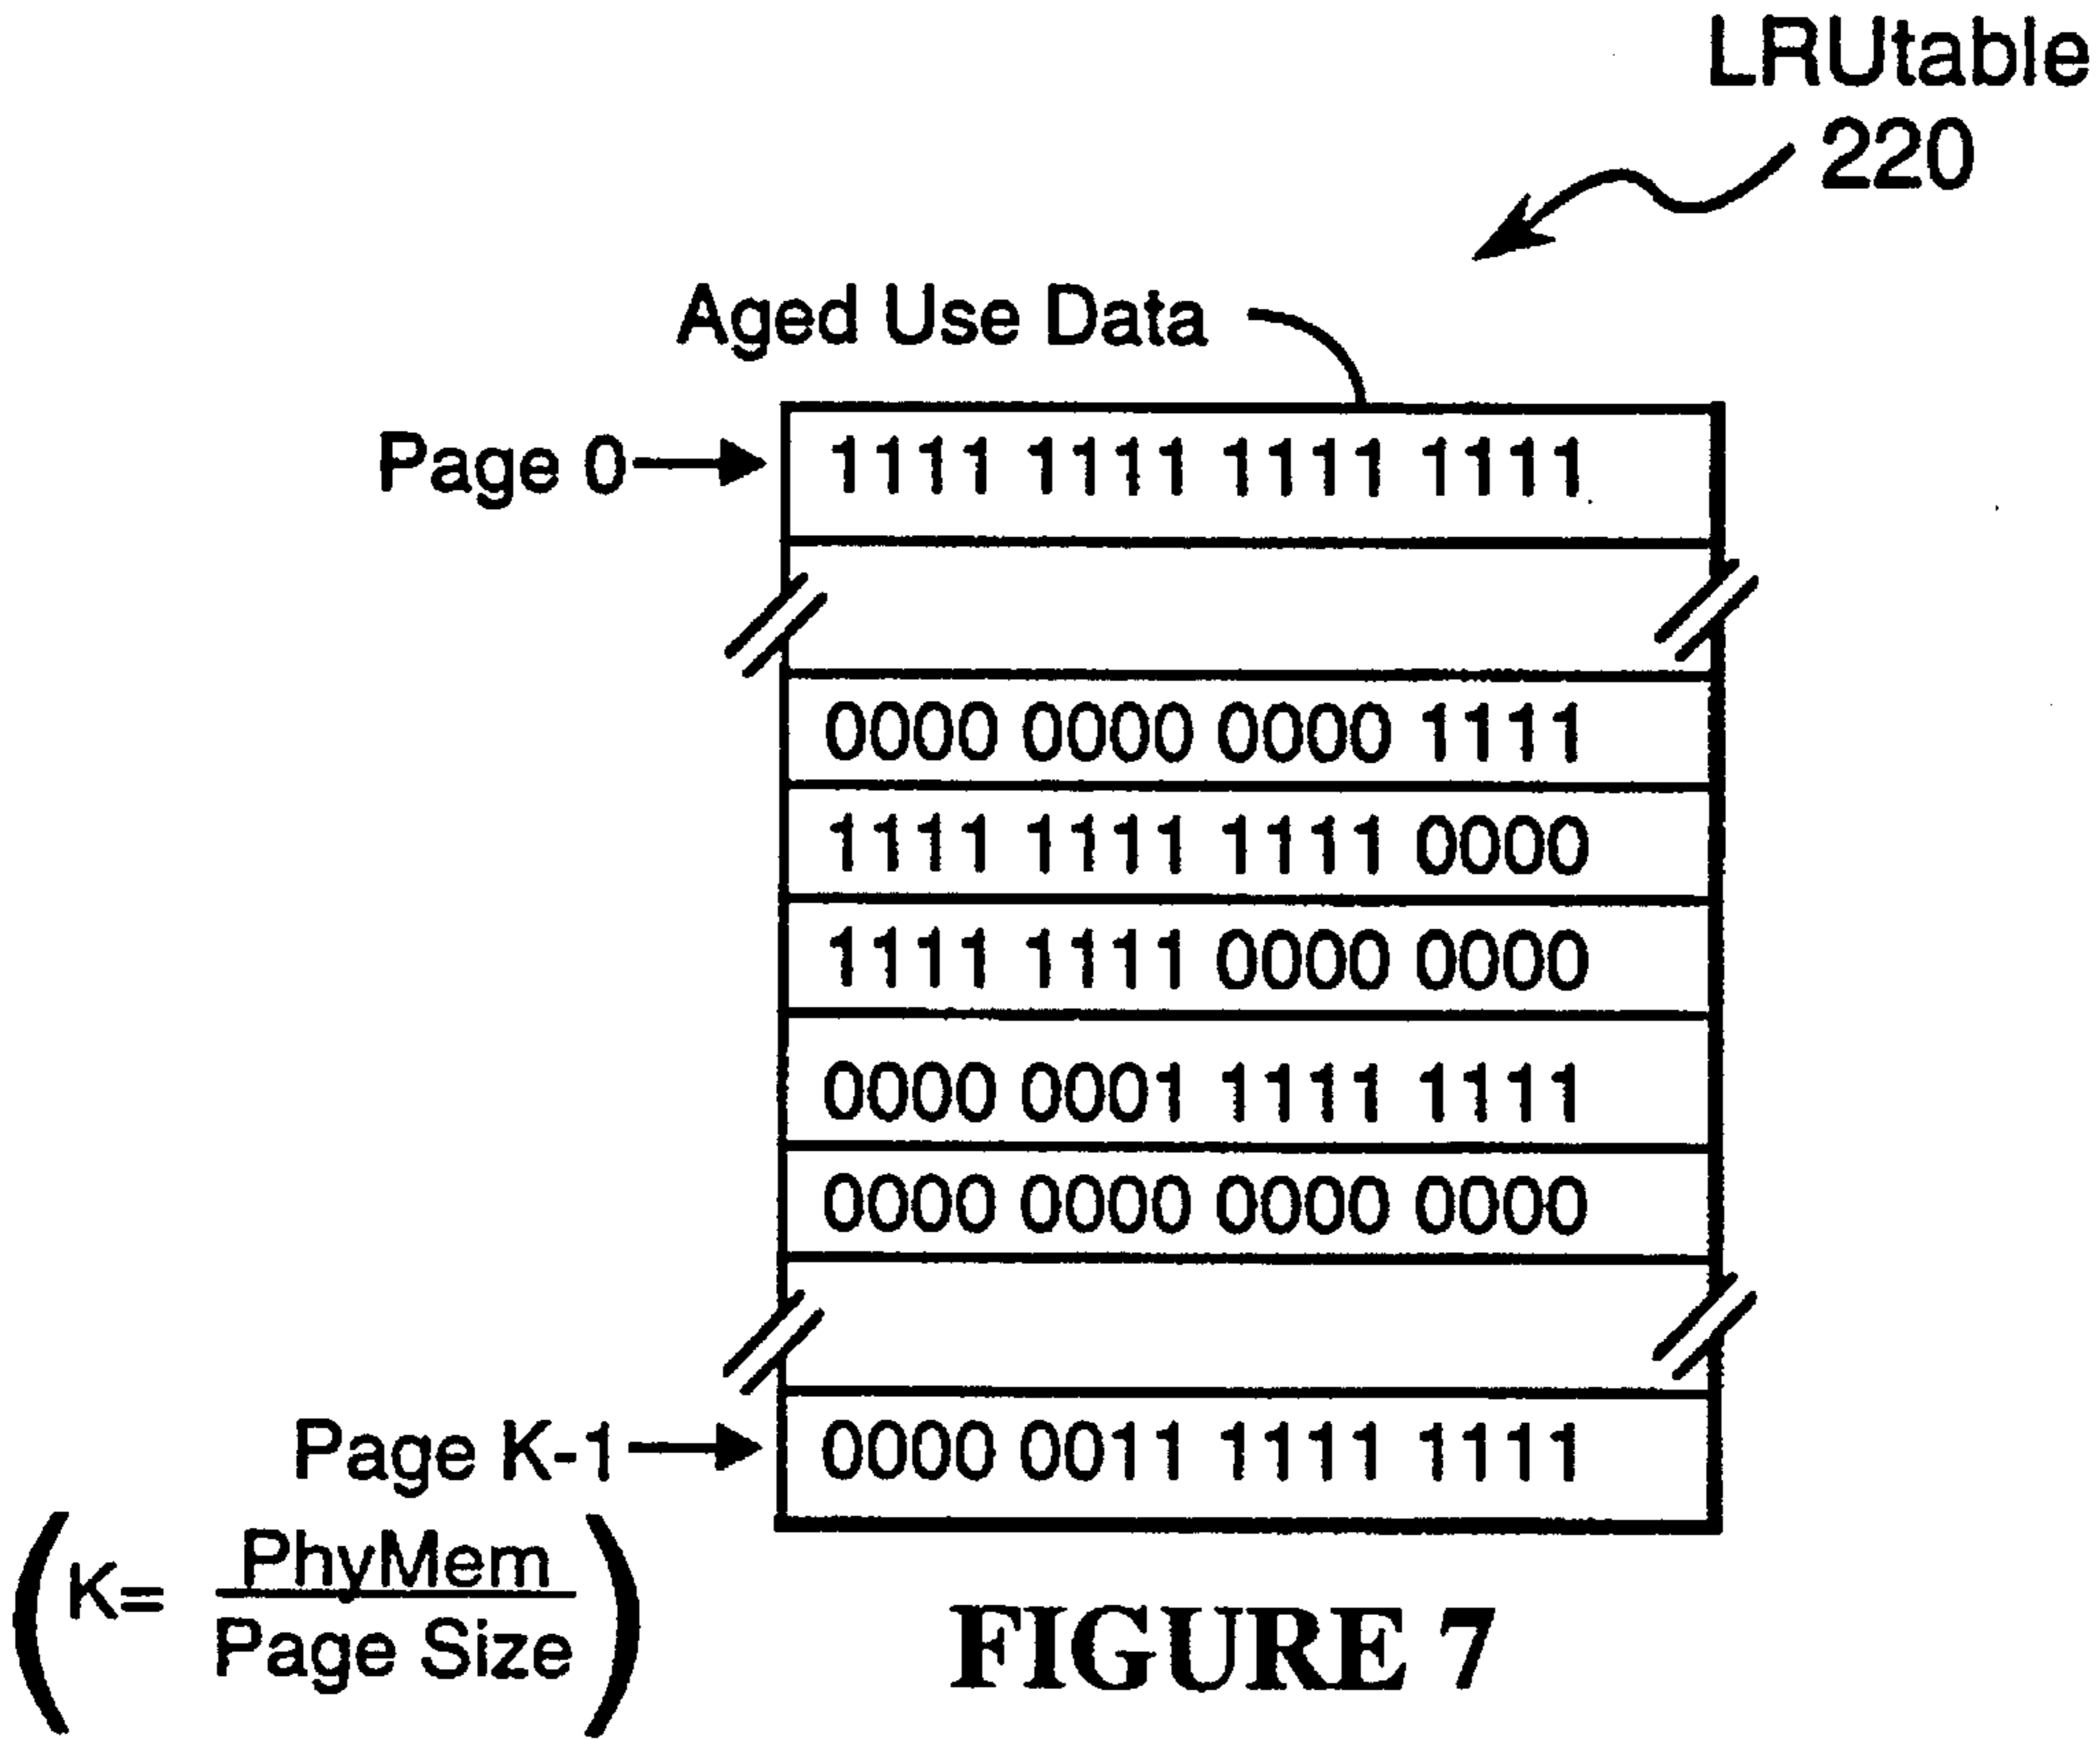 LRUtable
220
Aged Use Data
Page 0
1111 1111 1111 1111
0000 0000 0000 1111
1111 1111 1111 0000
1111 1111 0000 0000
0000 0001 1111 1111
0000 0000 0000 0000
Page K-1
0000 0011 1111 1111
(K= PhyMem
Page Size)
FIGURE 7